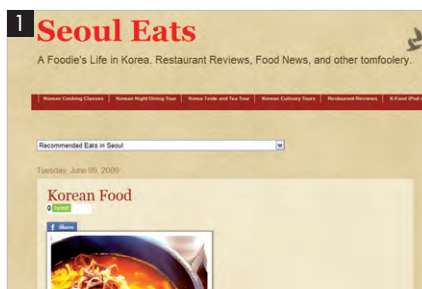 1
Seoul Eats
A Foodie's Life in Korea. Restaurant Reviews, Food News, and other tomfoolery.
Korean Cooking Classes | Korean Night Dining Tour | Korea Taste and Tea Tour | Korean Culinary Tours | Restaurant Reviews | K-Food iPod
Recommended Eats in Seoul
Tuesday, June 09, 2009
Korean Food
0 Tweet
f Share